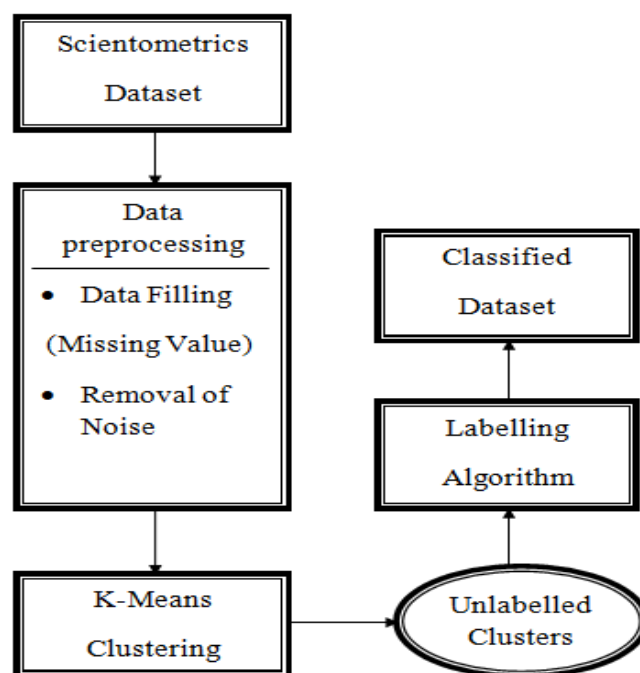 Scientometrics
Dataset
Data
preprocessing
• Data Filling
(Missing Value)
• Removal of
Noise
K-Means
Clustering
Unlabelled
Clusters
Labelling
Algorithm
Classified
Dataset